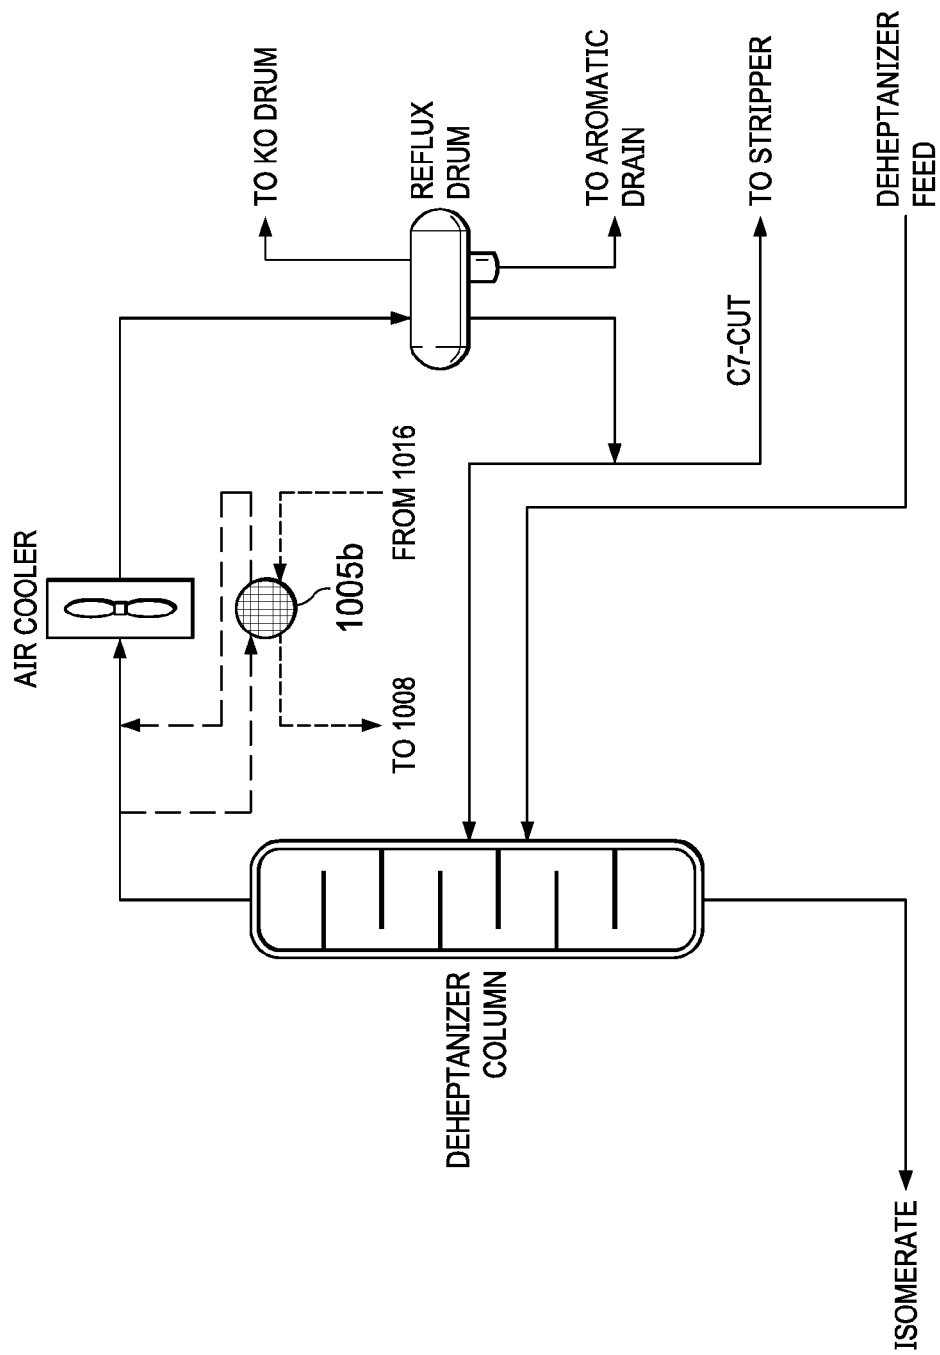 AIR COOLER
TO KO DRUM
REFLUX
DRUM
FROM 1016
1005b
TO 1008
TO AROMATIC
DRAIN
C7-CUT
TO STRIPPER
DEHEPTANIZER
FEED
DEHEPTANIZER
COLUMN
ISOMERATE